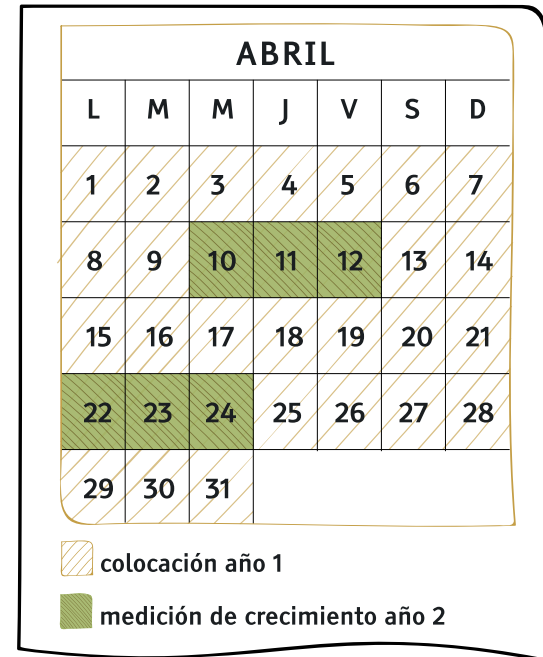 ABRIL
L M M J V S D
1 2 3 4 5 6 7
8 9 10 11 12 13 14
15 16 17 18 19 20 21
22 23 24 25 26 27 28
29 30 31
colocación año 1
medición de crecimiento año 2